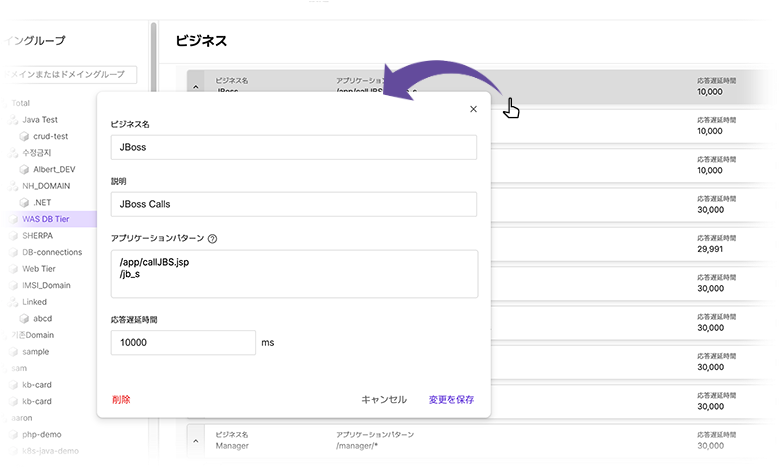 イングループ
ビジネス
メインまたはドメイングループ
Total
Java Test
crud-test
수정금지
Albert_DEV
NH_DOMAIN
.NET
WAS DB Tier
SHERPA
DB-connections
Web Tier
IMSI_Domain
Linked
abcd
기존Domain
sample
sam
kb-card
kb-card
aaron
php-demo
k8s-java-demo
ビジネス名
アプリケーションパ
応答遅延時間
JBoss
/app/callJBS
10,000
応答遅延時間
10,000
応答遅延時間
10,000
応答遅延時間
30,000
応答遅延時間
29,991
応答遅延時間
30,000
応答遅延時間
30,000
応答遅延時間
30,000
応答遅延時間
30,000
ビジネス名
アプリケーションパターン
応答遅延時間
Manager
/manager/*
30,000
×
ビジネス名
JBoss
説明
JBoss Calls
アプリケーションパターン ?
/app/callJBS.jsp
/jb_s
応答遅延時間
10000
ms
削除
キャンセル
変更を保存